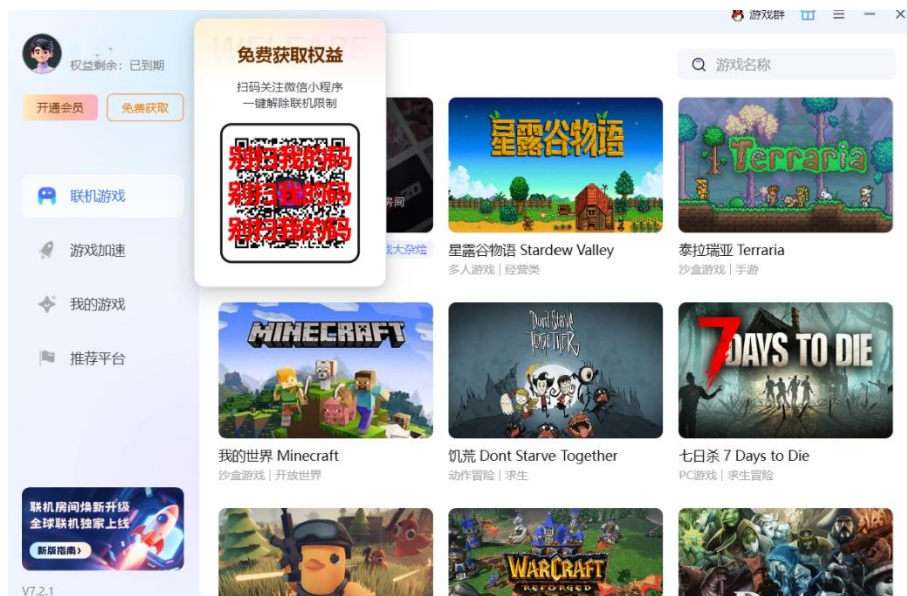 游戏群
WELFARE
权益剩余：已到期
开通会员
免费获取
免费获取权益
扫码关注微信小程序
一键解除联机限制
别扫我的码
别扫我的码
别扫我的码
游戏名称
联机游戏
游戏加速
我的游戏
推荐平台
房间
戏大杂烩
星露谷物语
Terraria
星露谷物语 Stardew Valley
多人游戏 | 经营类
泰拉瑞亚 Terraria
沙盒游戏 | 手游
MINECRAFT
Don't Starve
TOGETHER
7 DAYS TO DIE
我的世界 Minecraft
沙盒游戏 | 开放世界
饥荒 Dont Starve Together
动作冒险 | 求生
七日杀 7 Days to Die
PC游戏 | 求生冒险
联机房间焕新升级
全球联机独家上线
新版指南>
WARCRAFT
REFORGED
V7.2.1